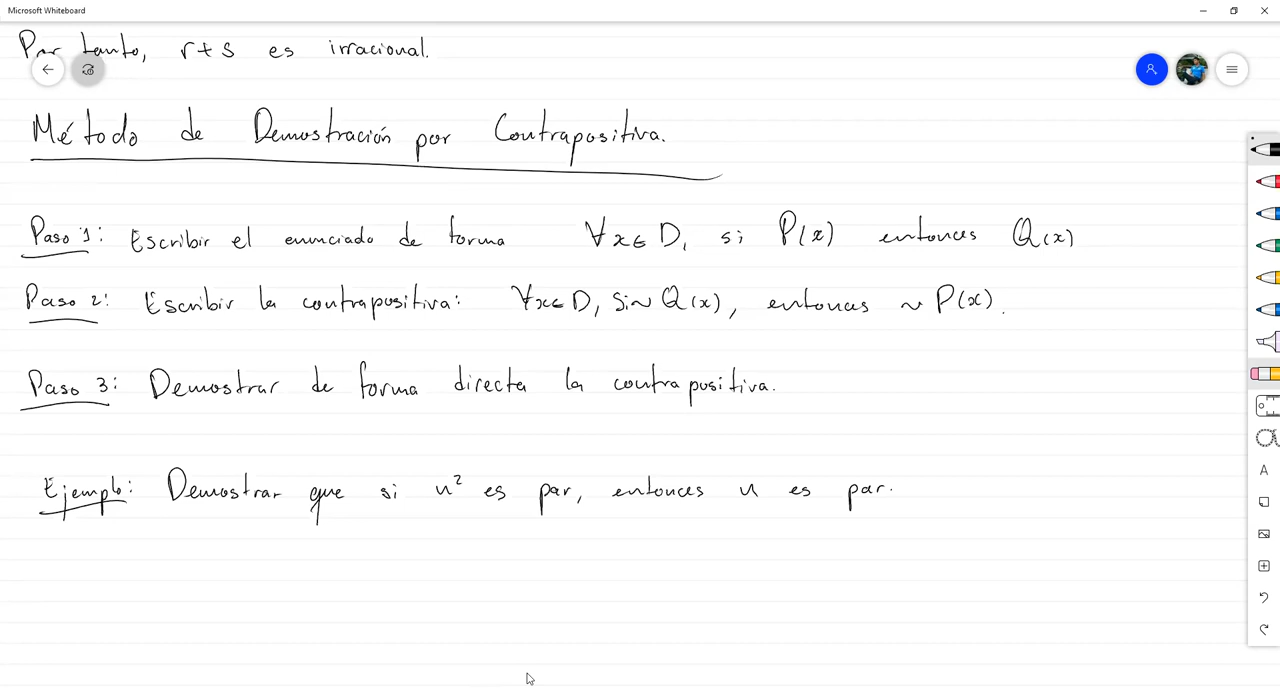 Microsoft Whiteboard
Por tanto, r+s es irracional.
Método de Demostración por Contrapositiva.
Paso 1: Escribir el enunciado de forma ∀x∈D, si P(x) entonces Q(x)
Paso 2: Escribir la contrapositiva: ∀x∈D, si ~Q(x), entonces ~P(x).
Paso 3: Demostrar de forma directa la contrapositiva.
Ejemplo: Demostrar que si n² es par, entonces n es par.
A